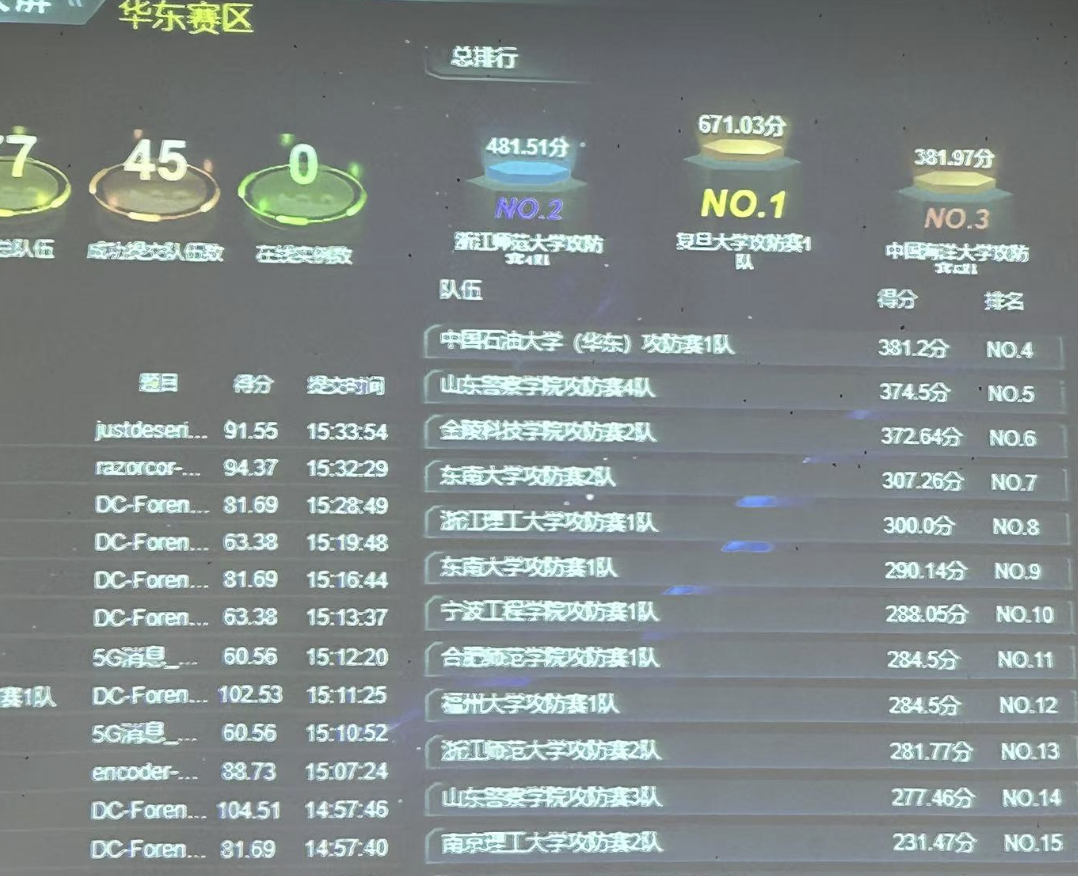 屏
华东赛区
总排行
7
45
0
总队伍
成功提交队伍数
在线实例数
481.51分
NO.2
浙江师范大学攻防
671.03分
NO.1
复旦大学攻防赛1
队
381.97分
NO.3
中国海洋大学攻防
队伍 得分 排名
中国石油大学（华东）攻防赛1队 381.2分 NO.4
山东警察学院攻防赛4队 374.5分 NO.5
金陵科技学院攻防赛2队 372.64分 NO.6
东南大学攻防赛2队 307.26分 NO.7
浙江理工大学攻防赛1队 300.0分 NO.8
东南大学攻防赛1队 290.14分 NO.9
宁波工程学院攻防赛1队 288.05分 NO.10
合肥师范学院攻防赛1队 284.5分 NO.11
福州大学攻防赛1队 284.5分 NO.12
浙江师范大学攻防赛2队 281.77分 NO.13
山东警察学院攻防赛3队 277.46分 NO.14
南京理工大学攻防赛2队 231.47分 NO.15
题目 得分 提交时间
justdeseri... 91.55 15:33:54
razorcor-... 94.37 15:32:29
DC-Foren... 81.69 15:28:49
DC-Foren... 63.38 15:19:48
DC-Foren... 81.69 15:16:44
DC-Foren... 63.38 15:13:37
5G消息_... 60.56 15:12:20
赛1队 DC-Foren... 102.53 15:11:25
5G消息_... 60.56 15:10:52
encoder-... 88.73 15:07:24
DC-Foren... 104.51 14:57:46
DC-Foren... 81.69 14:57:40